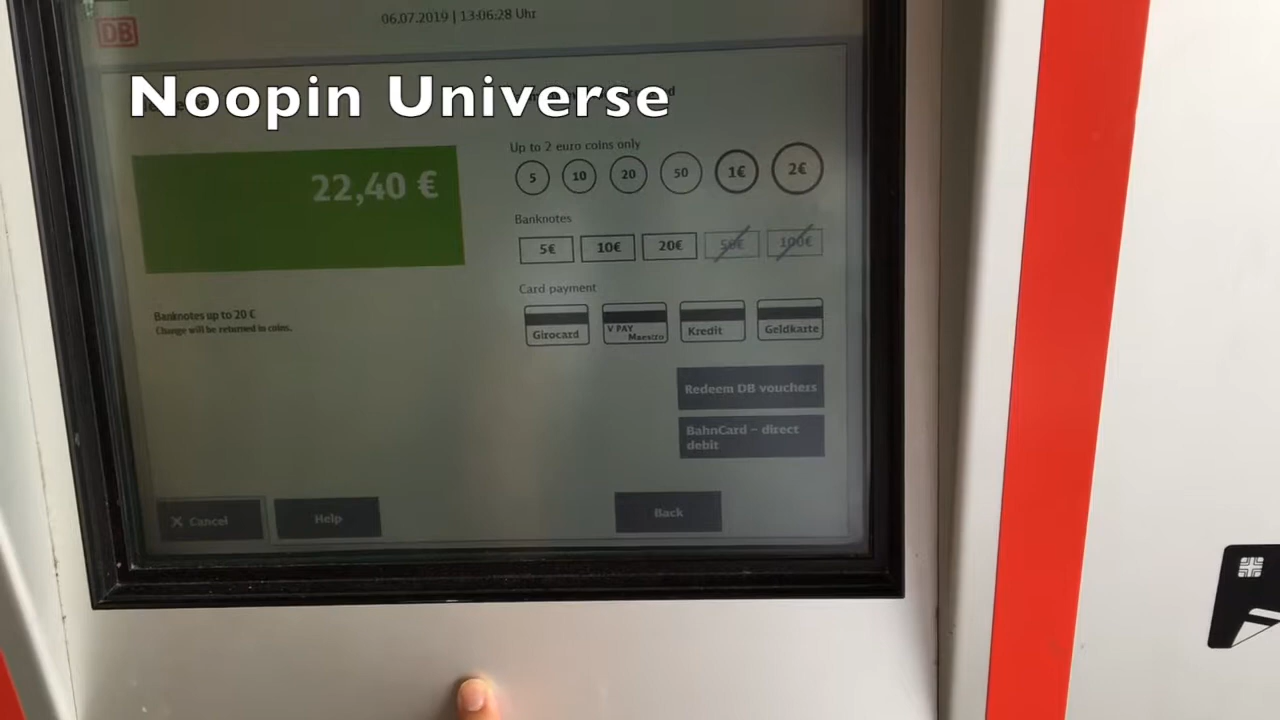 06.07.2019 | 13:06:28 Uhr
DB
Noopin Universe
22,40 €
Up to 2 euro coins only
5 10 20 50 1€ 2€
Banknotes
5€ 10€ 20€ 50€ 100€
Banknotes up to 20 €
Change will be returned in coins.
Card payment
Girocard
V PAY
Maestro
Kredit
Geldkarte
Redeem DB vouchers
BahnCard – direct
debit
X Cancel
Help
Back